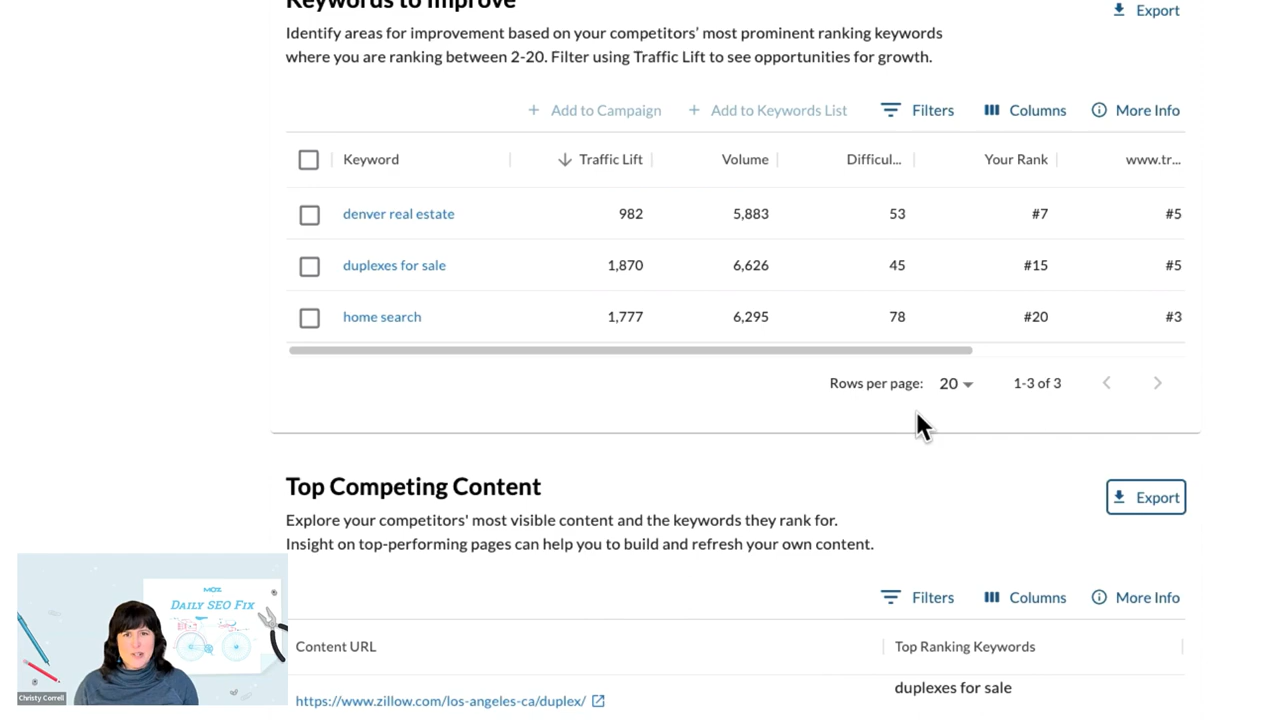 Keywords to Improve
Export
Identify areas for improvement based on your competitors' most prominent ranking keywords
where you are ranking between 2-20. Filter using Traffic Lift to see opportunities for growth.
+ Add to Campaign + Add to Keywords List Filters Columns More Info
Keyword Traffic Lift Volume Difficul... Your Rank www.tr...
denver real estate 982 5,883 53 #7 #5
duplexes for sale 1,870 6,626 45 #15 #5
home search 1,777 6,295 78 #20 #3
Rows per page: 20 1-3 of 3
Top Competing Content
Export
Explore your competitors' most visible content and the keywords they rank for.
Insight on top-performing pages can help you to build and refresh your own content.
Filters Columns More Info
Content URL Top Ranking Keywords
https://www.zillow.com/los-angeles-ca/duplex/ duplexes for sale
MOZ
DAILY SEO FIX
Christy Correll